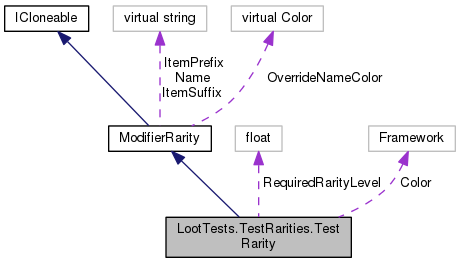 ICloneable
virtual string
virtual Color
ItemPrefix
Name
ItemSuffix
OverrideNameColor
ModifierRarity
float
Framework
RequiredRarityLevel
Color
LootTests.TestRarities.Test
Rarity